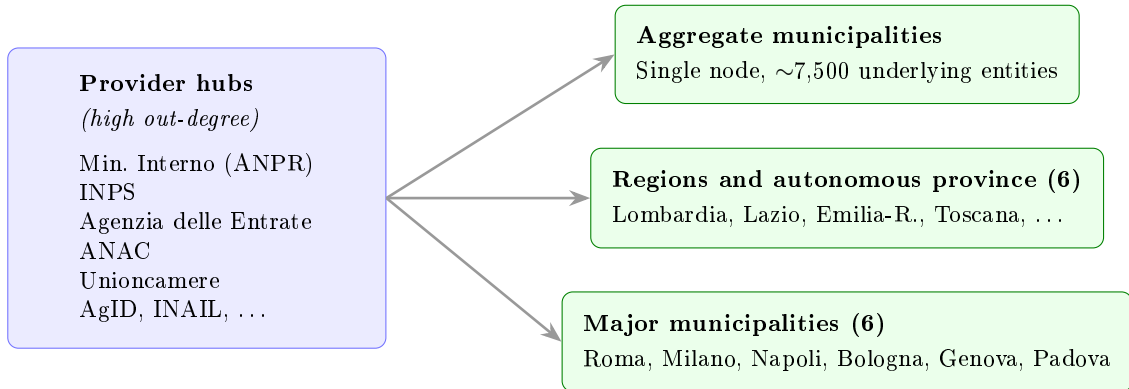 Provider hubs
(high out-degree)
Min. Interno (ANPR)
INPS
Agenzia delle Entrate
ANAC
Unioncamere
AgID, INAIL, ...
Aggregate municipalities
Single node, ∼7,500 underlying entities
Regions and autonomous province (6)
Lombardia, Lazio, Emilia-R., Toscana, ...
Major municipalities (6)
Roma, Milano, Napoli, Bologna, Genova, Padova